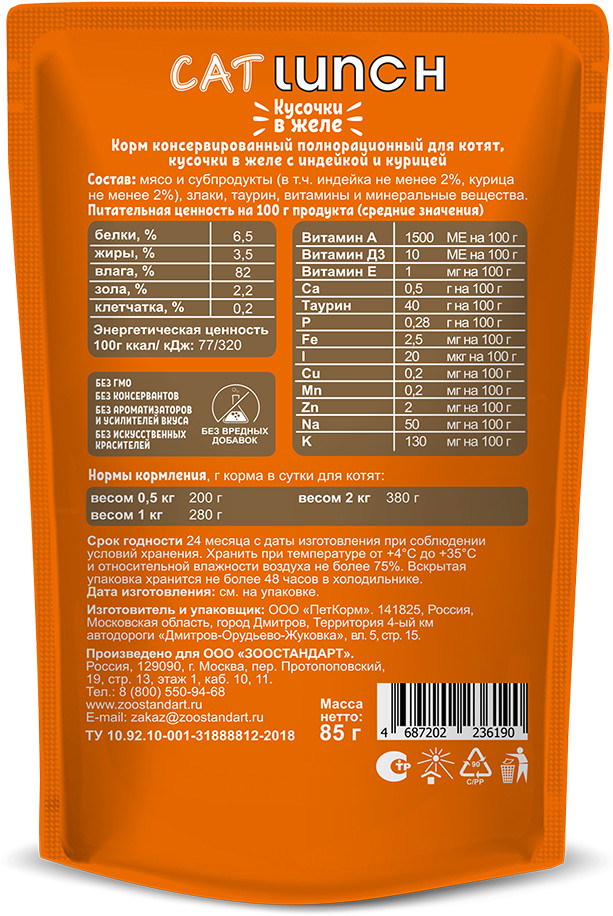 CAT LUNCH
Кусочки
в желе
Корм консервированный полнорационный для котят,
кусочки в желе с индейкой и курицей
Состав: мясо и субпродукты (в т.ч. индейка не менее 2%, курица
не менее 2%), злаки, таурин, витамины и минеральные вещества.
Питательная ценность на 100 г продукта (средние значения)
белки, % 6,5
жиры, % 3,5
влага, % 82
зола, % 2,2
клетчатка, % 0,2
Энергетическая ценность
100г ккал/ кДж: 77/320
Витамин А 1500 МЕ на 100 г
Витамин Д3 10 МЕ на 100 г
Витамин Е 1 мг на 100 г
Ca 0,5 г на 100 г
Таурин 40 г на 100 г
P 0,28 г на 100 г
Fe 2,5 мг на 100 г
I 20 мкг на 100 г
Cu 0,2 мг на 100 г
Mn 0,2 мг на 100 г
Zn 2 мг на 100 г
Na 50 мг на 100 г
K 130 мг на 100 г
БЕЗ ГМО
БЕЗ КОНСЕРВАНТОВ
БЕЗ АРОМАТИЗАТОРОВ
И УСИЛИТЕЛЕЙ ВКУСА
БЕЗ ИСКУССТВЕННЫХ
КРАСИТЕЛЕЙ
БЕЗ ВРЕДНЫХ
ДОБАВОК
Нормы кормления, г корма в сутки для котят:
весом 0,5 кг 200 г весом 2 кг 380 г
весом 1 кг 280 г
Срок годности 24 месяца с даты изготовления при соблюдении
условий хранения. Хранить при температуре от +4°С до +35°С
и относительной влажности воздуха не более 75%. Вскрытая
упаковка хранится не более 48 часов в холодильнике.
Дата изготовления: см. на упаковке.
Изготовитель и упаковщик: ООО «ПетКорм». 141825, Россия,
Московская область, город Дмитров, Территория 4-ый км
автодороги «Дмитров-Орудьево-Жуковка», вл. 5, стр. 15.
Произведено для ООО «ЗООСТАНДАРТ».
Россия, 129090, г. Москва, пер. Протопоповский,
19, стр. 13, этаж 1, каб. 10, 11.
Тел.: 8 (800) 550-94-68
www.zoostandart.ru
E-mail: zakaz@zoostandart.ru
ТУ 10.92.10-001-31888812-2018
Масса
нетто:
85 г
4 687202 236190
СТР
90
C/PP